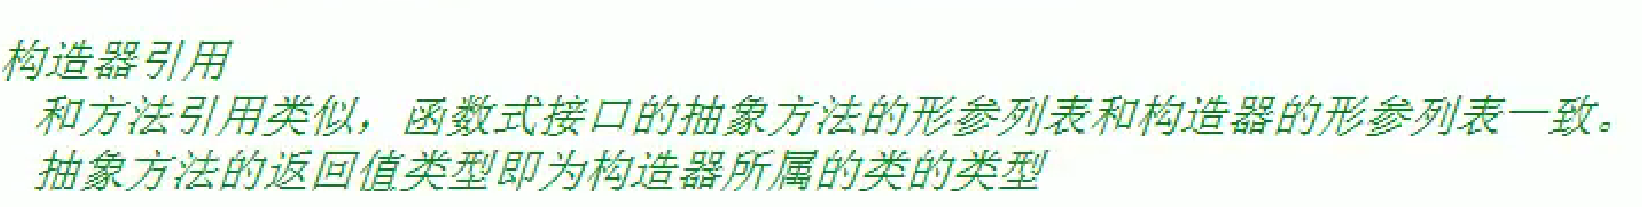 构造器引用
和方法引用类似，函数式接口的抽象方法的形参列表和构造器的形参列表一致。
抽象方法的返回值类型即为构造器所属的类的类型